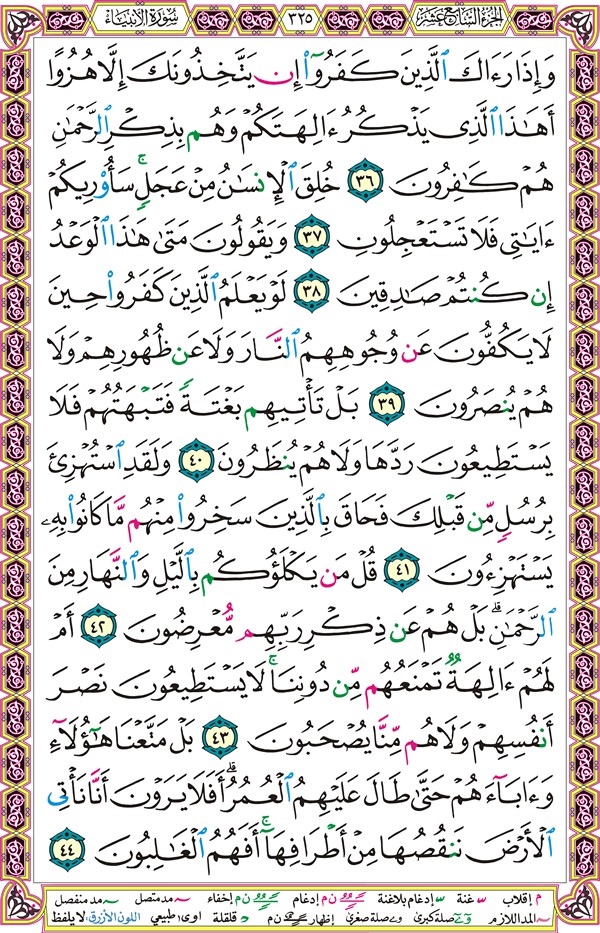 الجزء السابع عشر ٣٢٥ سورة الأنبياء
وَإِذَا رَءَاكَ ٱلَّذِينَ كَفَرُوٓا۟ إِن يَتَّخِذُونَكَ إِلَّا هُزُوًا
أَهَـٰذَا ٱلَّذِى يَذْكُرُ ءَالِهَتَكُمْ وَهُم بِذِكْرِ ٱلرَّحْمَـٰنِ
هُمْ كَـٰفِرُونَ ٣٦ خُلِقَ ٱلْإِنسَـٰنُ مِنْ عَجَلٍ ۚ سَأُو۟رِيكُمْ
ءَايَـٰتِى فَلَا تَسْتَعْجِلُونِ ٣٧ وَيَقُولُونَ مَتَىٰ هَـٰذَا ٱلْوَعْدُ
إِن كُنتُمْ صَـٰدِقِينَ ٣٨ لَوْ يَعْلَمُ ٱلَّذِينَ كَفَرُوا۟ حِينَ
لَا يَكُفُّونَ عَن وُجُوهِهِمُ ٱلنَّارَ وَلَا عَن ظُهُورِهِمْ وَلَا
هُمْ يُنصَرُونَ ٣٩ بَلْ تَأْتِيهِم بَغْتَةً فَتَبْهَتُهُمْ فَلَا
يَسْتَطِيعُونَ رَدَّهَا وَلَا هُمْ يُنظَرُونَ ٤٠ وَلَقَدِ ٱسْتُهْزِئَ
بِرُسُلٍ مِّن قَبْلِكَ فَحَاقَ بِٱلَّذِينَ سَخِرُوا۟ مِنْهُم مَّا كَانُوا۟ بِهِۦ
يَسْتَهْزِءُونَ ٤١ قُلْ مَن يَكْلَؤُكُم بِٱلَّيْلِ وَٱلنَّهَارِ مِنَ
ٱلرَّحْمَـٰنِ ۗ بَلْ هُمْ عَن ذِكْرِ رَبِّهِم مُّعْرِضُونَ ٤٢ أَمْ
لَهُمْ ءَالِهَةٌ تَمْنَعُهُم مِّن دُونِنَا ۚ لَا يَسْتَطِيعُونَ نَصْرَ
أَنفُسِهِمْ وَلَا هُم مِّنَّا يُصْحَبُونَ ٤٣ بَلْ مَتَّعْنَا هَـٰٓؤُلَآءِ
وَءَابَآءَهُمْ حَتَّىٰ طَالَ عَلَيْهِمُ ٱلْعُمُرُ ۗ أَفَلَا يَرَوْنَ أَنَّا نَأْتِى
ٱلْأَرْضَ نَنقُصُهَا مِنْ أَطْرَافِهَآ ۚ أَفَهُمُ ٱلْغَـٰلِبُونَ ٤٤
م إقلاب غنة إدغام بلاغنة ن م إدغام ن م إخفاء مد متصل مد منفصل
المد اللازم صلة كبرى صلة صغرى إظهار ن م قلقلة اوى: طبيعي اللون الأزرق: لا يلفظ